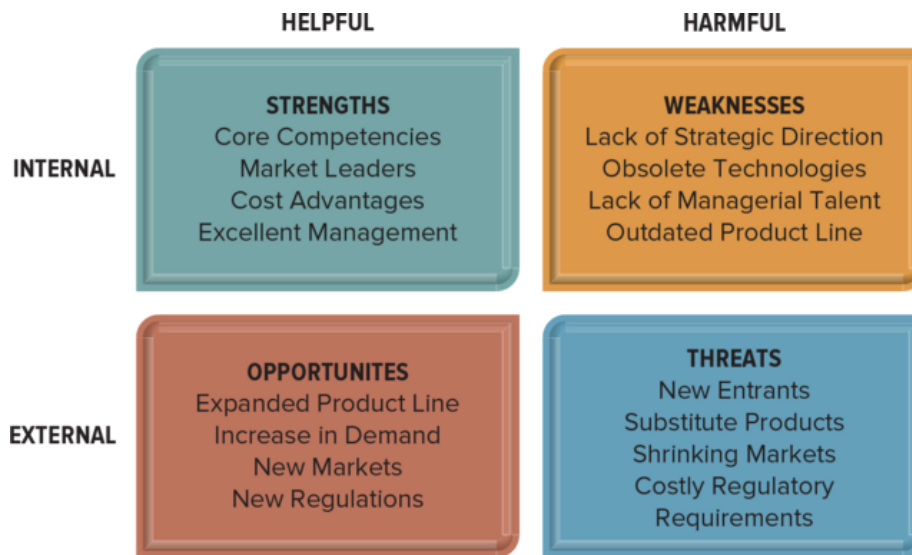 HELPFUL
HARMFUL
INTERNAL
STRENGTHS
Core Competencies
Market Leaders
Cost Advantages
Excellent Management
WEAKNESSES
Lack of Strategic Direction
Obsolete Technologies
Lack of Managerial Talent
Outdated Product Line
EXTERNAL
OPPORTUNITES
Expanded Product Line
Increase in Demand
New Markets
New Regulations
THREATS
New Entrants
Substitute Products
Shrinking Markets
Costly Regulatory
Requirements